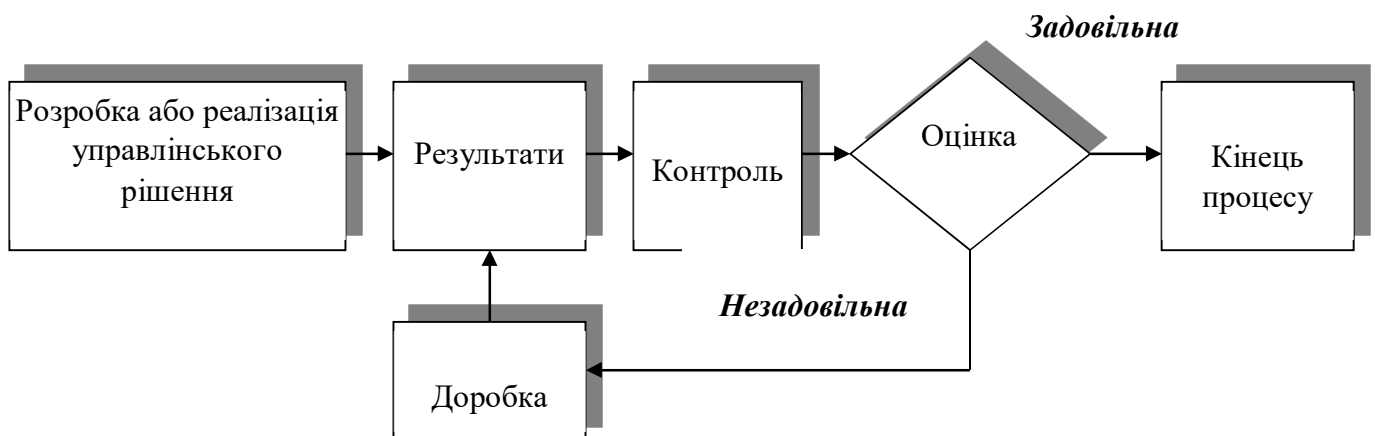 Задовільна
Розробка або реалізація
управлінського
рішення
Результати
Контроль
Оцінка
Кінець
процесу
Незадовільна
Доробка